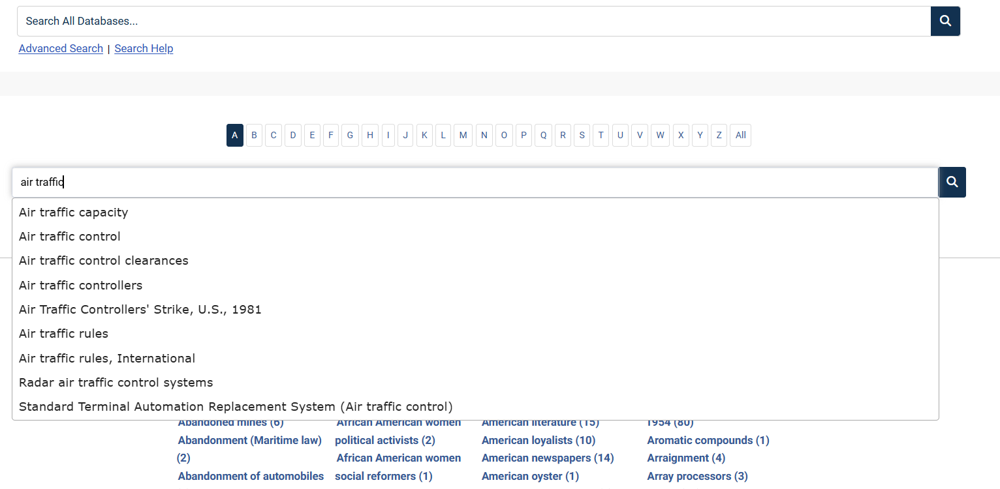 Search All Databases...
Advanced Search | Search Help
A B C D E F G H I J K L M N O P Q R S T U V W X Y Z All
air traffic
Air traffic capacity
Air traffic control
Air traffic control clearances
Air traffic controllers
Air Traffic Controllers' Strike, U.S., 1981
Air traffic rules
Air traffic rules, International
Radar air traffic control systems
Standard Terminal Automation Replacement System (Air traffic control)
Abandoned mines (6)
Abandonment (Maritime law)
(2)
Abandonment of automobiles
African American women
political activists (2)
African American women
social reformers (1)
American literature (15)
American loyalists (10)
American newspapers (14)
American oyster (1)
1954 (80)
Aromatic compounds (1)
Arraignment (4)
Array processors (3)